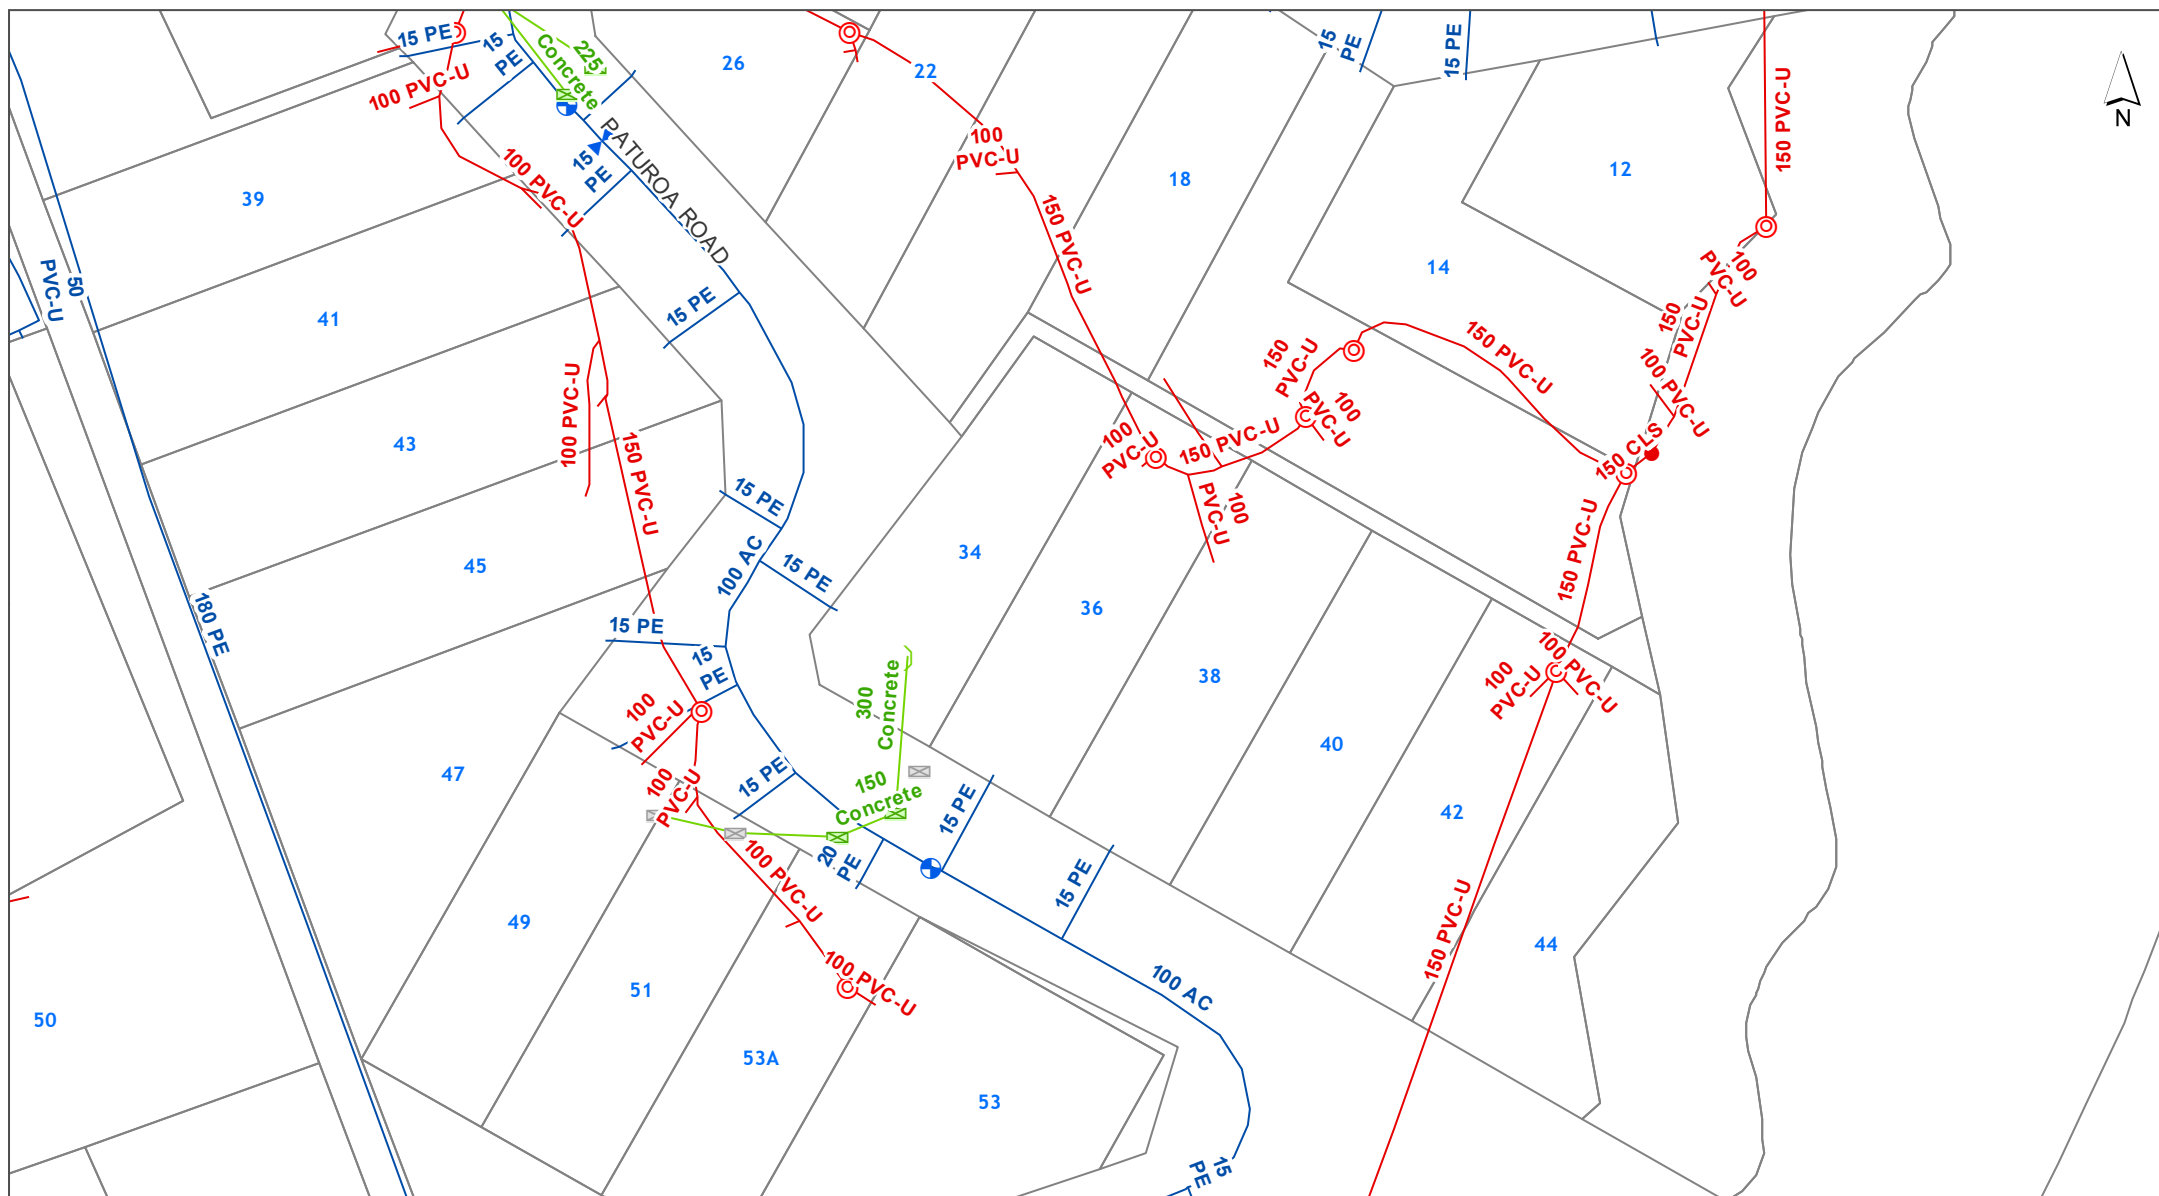 15 PE
15
PE
Concrete
225
26
22
15
PE
15 PE
150 PVC-U
N
100 PVC-U
100
PVC-U
12
18
39
100 PVC-U
15
PE
PATUROA ROAD
150 PVC-U
14
100
PVC-U
50
PVC-U
41
15 PE
150
PVC-U
150 PVC-U
150
PVC-U
100 PVC-U
100 PVC-U
43
150 PVC-U
100
PVC-U
150 PVC-U
100
PVC-U
150 CLS
15 PE
100
PVC-U
45
100 AC
15 PE
34
150 PVC-U
36
180 PE
15 PE
15
PE
100 PVC-U
100
PVC-U
38
300
Concrete
100
PVC-U
40
47
100
PVC-U
15 PE
150
Concrete
15 PE
42
20
PE
100 PVC-U
15 PE
49
44
150 PVC-U
51
100 PVC-U
100 AC
50
53A
53
15
PE